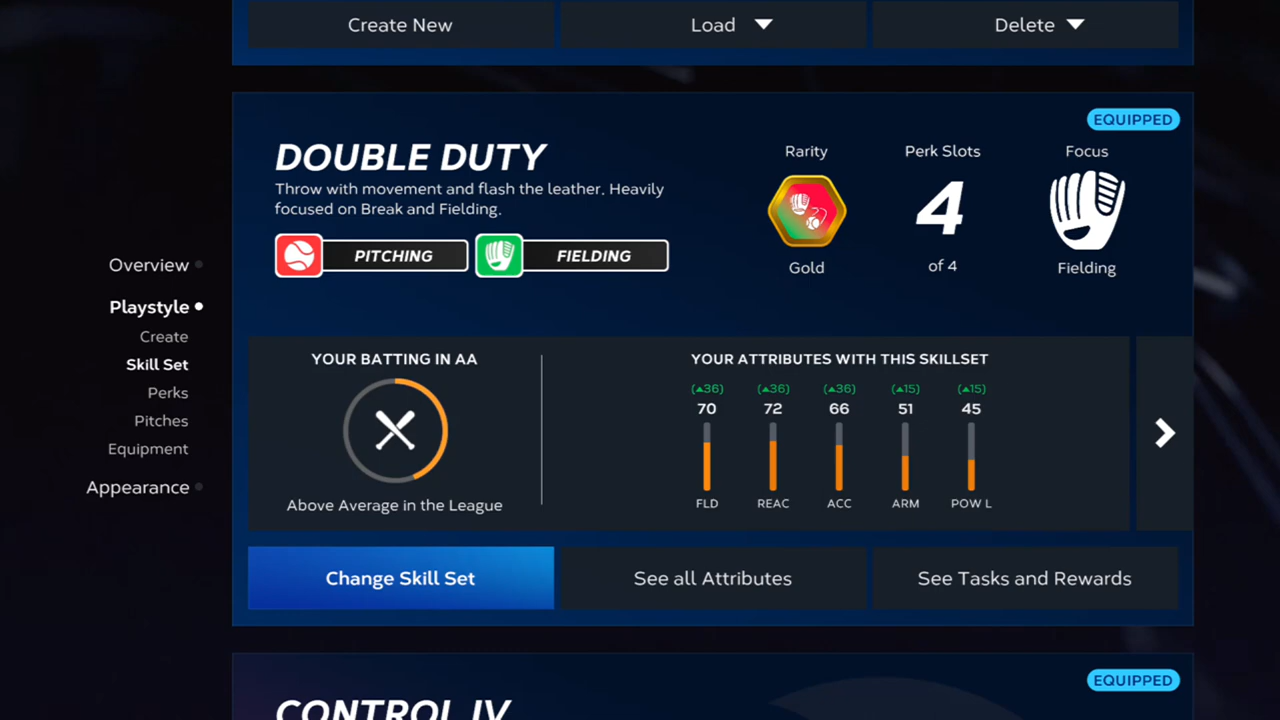 Create New
Load
Delete
EQUIPPED
DOUBLE DUTY
Throw with movement and flash the leather. Heavily
focused on Break and Fielding.
PITCHING
FIELDING
Rarity
Gold
Perk Slots
4
of 4
Focus
Fielding
Overview
Playstyle
Create
Skill Set
Perks
Pitches
Equipment
Appearance
YOUR BATTING IN AA
Above Average in the League
YOUR ATTRIBUTES WITH THIS SKILLSET
(▲36) (▲36) (▲36) (▲15) (▲15)
70 72 66 51 45
FLD REAC ACC ARM POW L
Change Skill Set
See all Attributes
See Tasks and Rewards
EQUIPPED
CONTROL IV